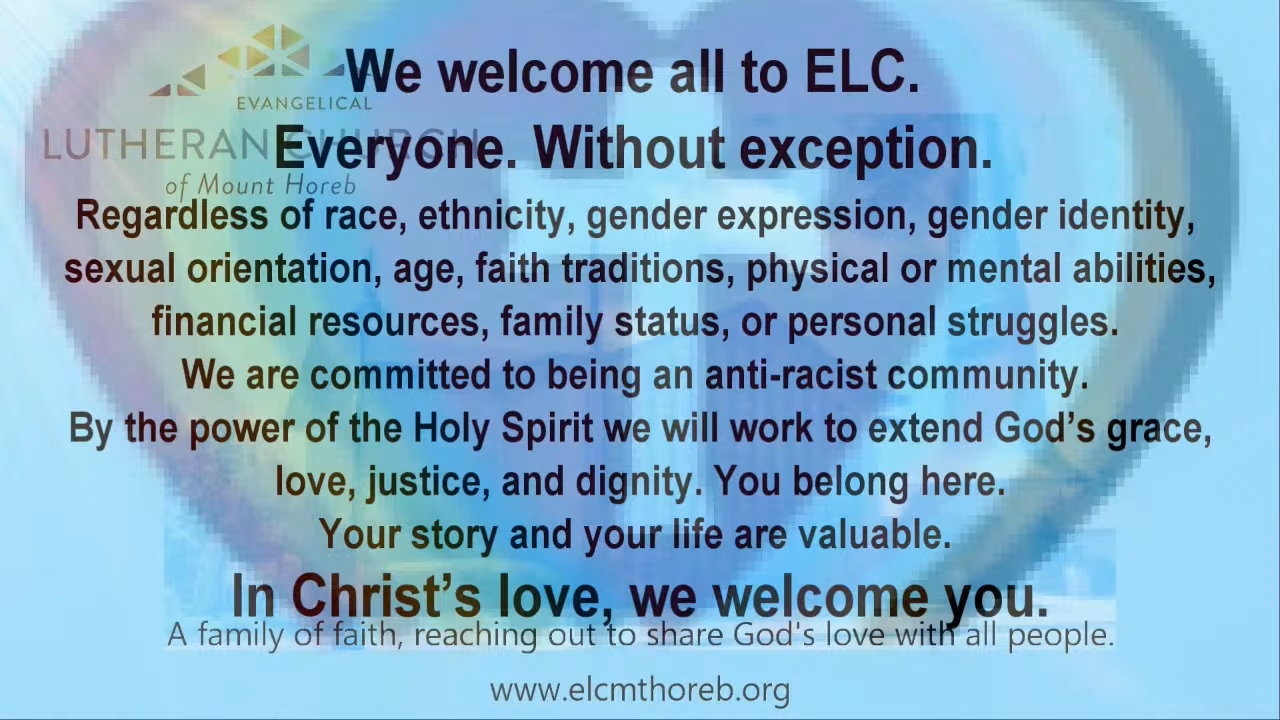 EVANGELICAL
LUTHERAN CHURCH
of Mount Horeb
We welcome all to ELC.
Everyone. Without exception.
Regardless of race, ethnicity, gender expression, gender identity,
sexual orientation, age, faith traditions, physical or mental abilities,
financial resources, family status, or personal struggles.
We are committed to being an anti-racist community.
By the power of the Holy Spirit we will work to extend God’s grace,
love, justice, and dignity. You belong here.
Your story and your life are valuable.
In Christ’s love, we welcome you.
A family of faith, reaching out to share God's love with all people.
www.elcmthoreb.org